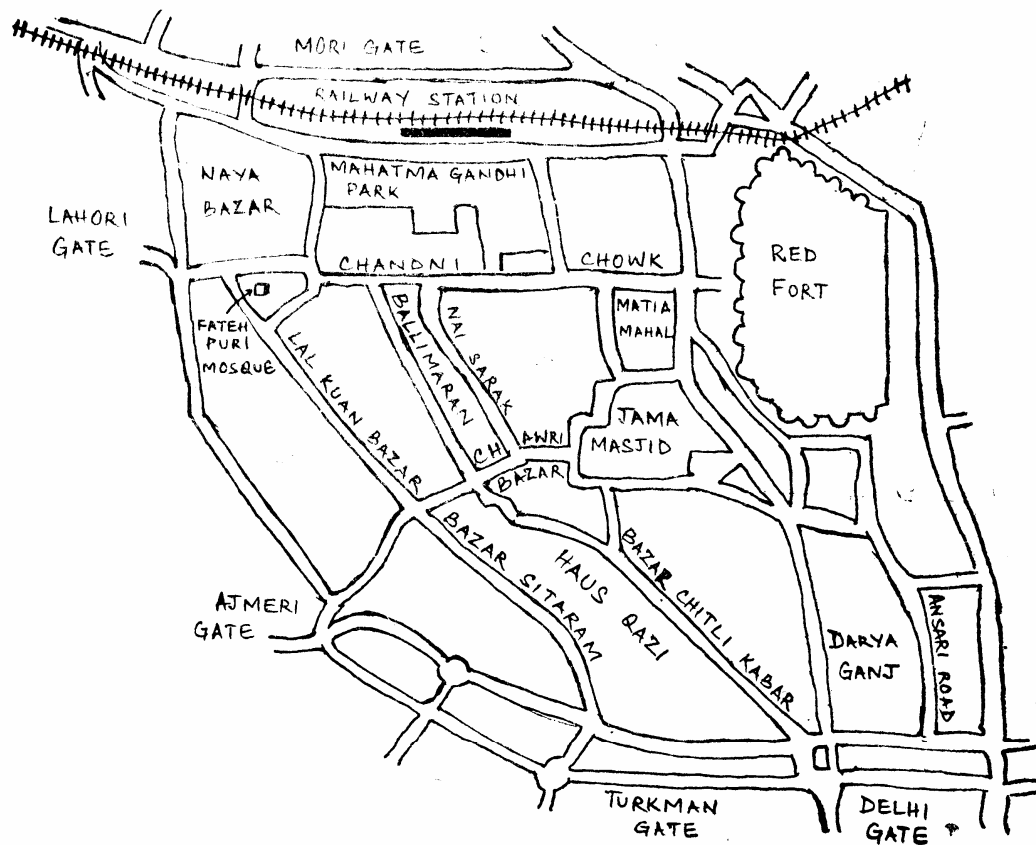 MORI GATE
RAILWAY STATION
NAYA
BAZAR
MAHATMA GANDHI
PARK
LAHORI
GATE
CHANDNI CHOWK
RED
FORT
FATEH
PURI
MOSQUE
MATIA
MAHAL
BALLIMARAN
NAI SARAK
LAL KUAN BAZAR
JAMA
MASJID
CHAWRI
BAZAR
BAZAR SITARAM
HAUS
QAZI
BAZAR CHITLI KABAR
AJMERI
GATE
DARYA
GANJ
ANSARI ROAD
TURKMAN
GATE
DELHI
GATE